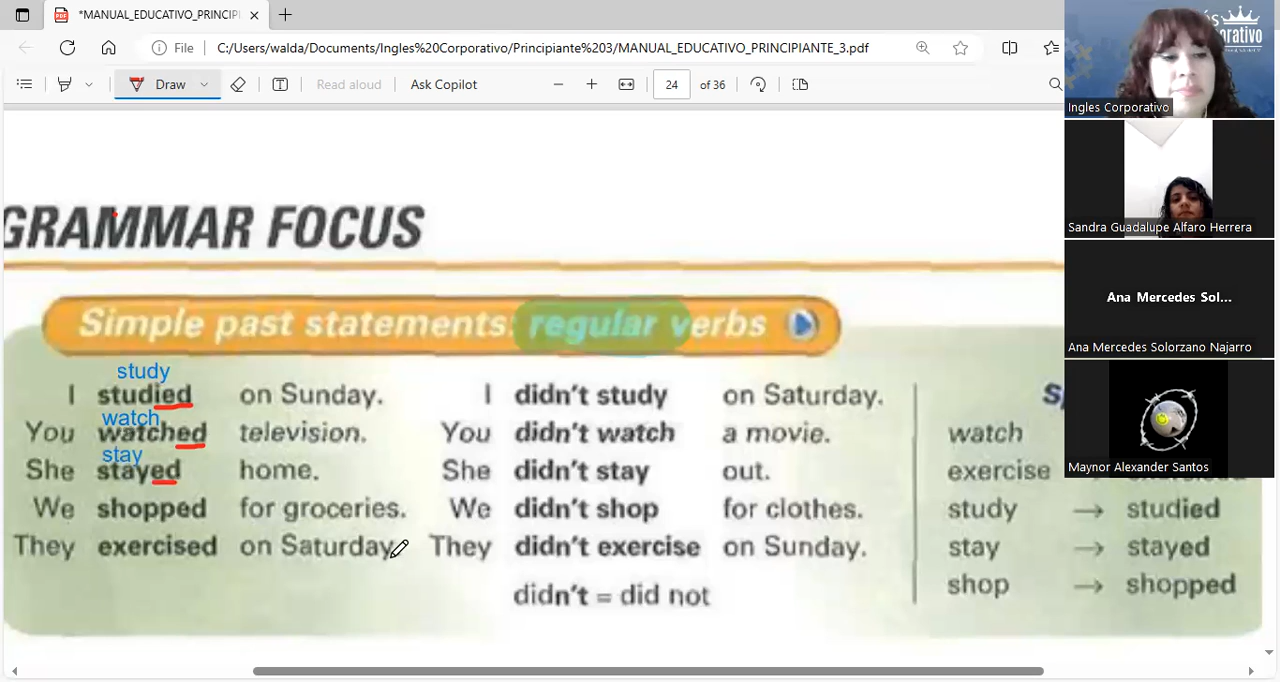 *MANUAL_EDUCATIVO_PRINCIPI
File C:/Users/walda/Documents/Ingles%20Corporativo/Principante%203/MANUAL_EDUCATIVO_PRINCIPIANTE_3.pdf
Draw Read aloud Ask Copilot 24 of 36
GRAMMAR FOCUS
Simple past statements: regular verbs
study
I studied on Sunday. I didn't study on Saturday.
watch
You watched television. You didn't watch a movie. watch
stay
She stayed home. She didn't stay out. exercise
We shopped for groceries. We didn't shop for clothes. study → studied
They exercised on Saturday. They didn't exercise on Sunday. stay → stayed
didn't = did not shop → shopped
Ingles Corporativo
Sandra Guadalupe Alfaro Herrera
Ana Mercedes Sol...
Ana Mercedes Solorzano Najarro
Maynor Alexander Santos